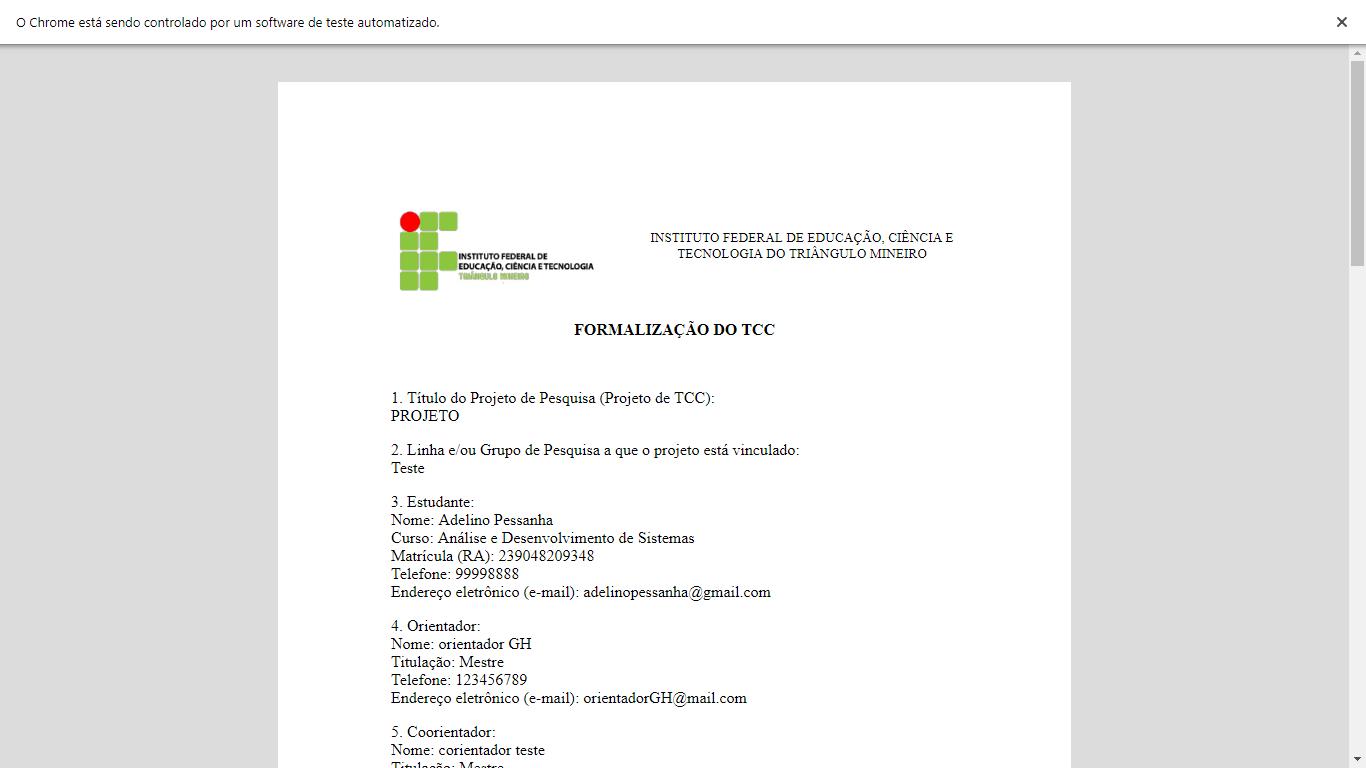 O Chrome está sendo controlado por um software de teste automatizado.
INSTITUTO FEDERAL DE
EDUCAÇÃO, CIÊNCIA E TECNOLOGIA
TRIÂNGULO MINEIRO
INSTITUTO FEDERAL DE EDUCAÇÃO, CIÊNCIA E
TECNOLOGIA DO TRIÂNGULO MINEIRO
FORMALIZAÇÃO DO TCC
1. Título do Projeto de Pesquisa (Projeto de TCC):
PROJETO
2. Linha e/ou Grupo de Pesquisa a que o projeto está vinculado:
Teste
3. Estudante:
Nome: Adelino Pessanha
Curso: Análise e Desenvolvimento de Sistemas
Matrícula (RA): 239048209348
Telefone: 99998888
Endereço eletrônico (e-mail): adelinopessanha@gmail.com
4. Orientador:
Nome: orientador GH
Titulação: Mestre
Telefone: 123456789
Endereço eletrônico (e-mail): orientadorGH@mail.com
5. Coorientador:
Nome: corientador teste
Titulação: Mestre